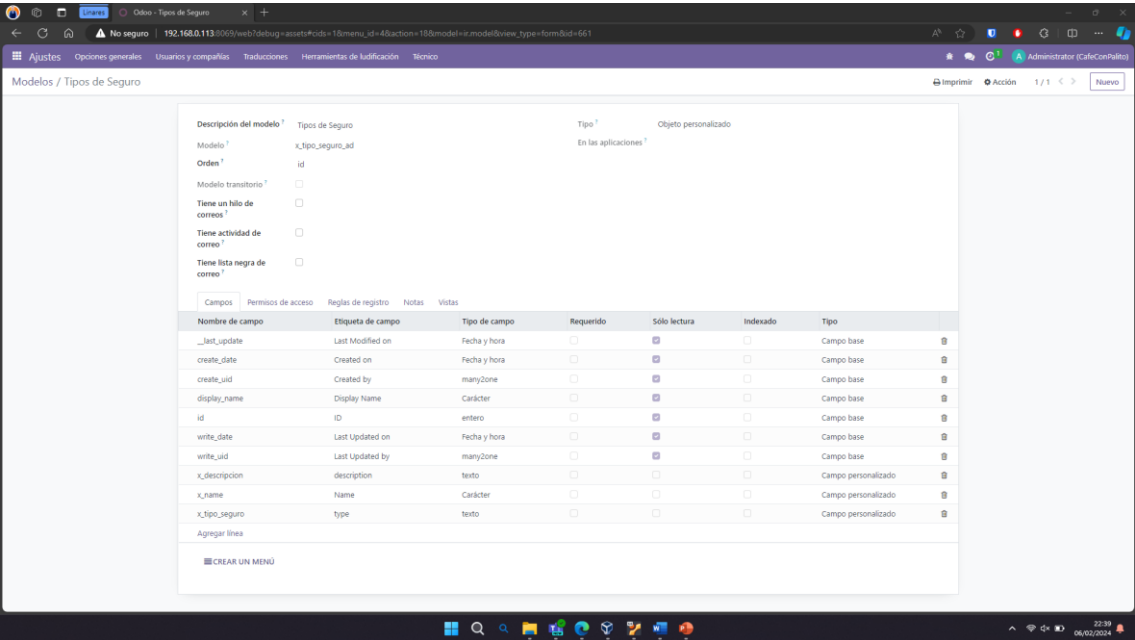 Linares Odoo - Tipos de Seguro
No seguro 192.168.0.113:8069/web?debug=assets#cids=1&menu_id=4&action=18&model=ir.model&view_type=form&id=661
Ajustes Opciones generales Usuarios y compañías Traducciones Herramientas de ludificación Técnico 1 A Administrator (CafeConPalito)
Modelos / Tipos de Seguro Imprimir Acción 1 / 1 Nuevo
Descripción del modelo ? Tipos de Seguro Tipo ? Objeto personalizado
Modelo ? x_tipo_seguro_ad En las aplicaciones ?
Orden ? id
Modelo transitorio ?
Tiene un hilo de
correos ?
Tiene actividad de
correo ?
Tiene lista negra de
correo ?
Campos Permisos de acceso Reglas de registro Notas Vistas
Nombre de campo Etiqueta de campo Tipo de campo Requerido Sólo lectura Indexado Tipo
__last_update Last Modified on Fecha y hora Campo base
create_date Created on Fecha y hora Campo base
create_uid Created by many2one Campo base
display_name Display Name Carácter Campo base
id ID entero Campo base
write_date Last Updated on Fecha y hora Campo base
write_uid Last Updated by many2one Campo base
x_descripcion description texto Campo personalizado
x_name Name Carácter Campo personalizado
x_tipo_seguro type texto Campo personalizado
Agregar línea
CREAR UN MENÚ
22:39
06/02/2024